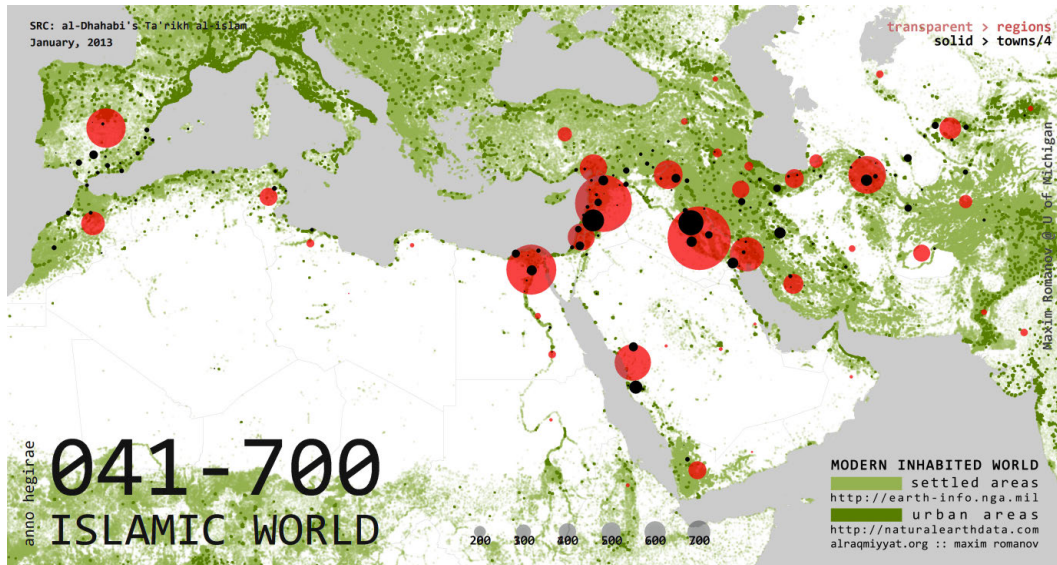 SRC: al-Dhahabi's Ta'rikh al-islam
January, 2013
transparent > regions
solid > towns/4
Maxim Romanov@ U of Michigan
anno hegirae
041-700
ISLAMIC WORLD
200 300 400 500 600 700
MODERN INHABITED WORLD
settled areas
http://earth-info.nga.mil
urban areas
http://naturalearthdata.com
alraqmiyyat.org :: maxim romanov